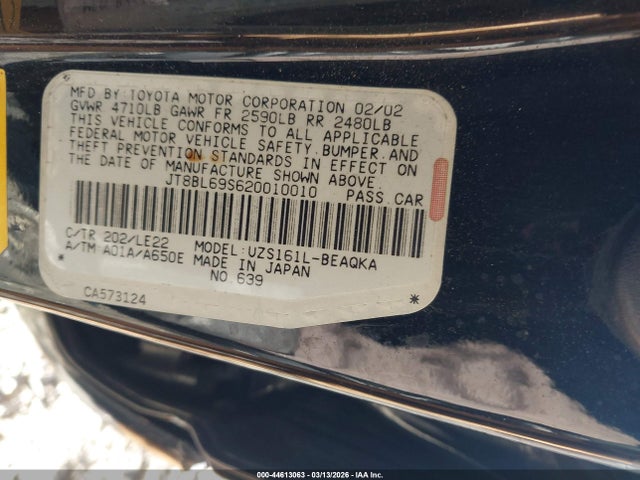 MFD BY: TOYOTA MOTOR CORPORATION 02/02
GVWR 4710LB GAWR FR 2590LB RR 2480LB
THIS VEHICLE CONFORMS TO ALL APPLICABLE
FEDERAL MOTOR VEHICLE SAFETY, BUMPER, AND
THEFT PREVENTION STANDARDS IN EFFECT ON
THE DATE OF MANUFACTURE SHOWN ABOVE.
JT8BL69S620010010 PASS.CAR
C/TR 202/LE22 MODEL: UZS161L-BEAQKA
A/TM A01A/A650E MADE IN JAPAN
NO.639
CA573124 *
000-44613063 - 03/13/2026 - IAA Inc.